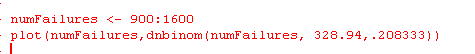 numFailures <- 900:1600
plot(numFailures,dnbinom(numFailures, 328.94,.208333))